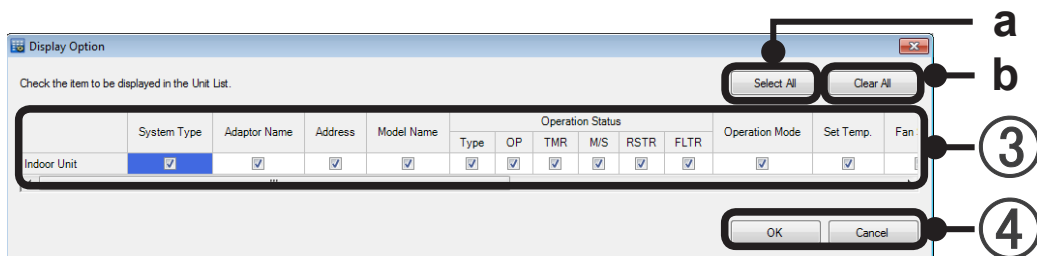 a
Display Option
Check the item to be displayed in the Unit List.
Select All Clear All b
System Type Adaptor Name Address Model Name Operation Status Operation Mode Set Temp. Fan
Type OP TMR M/S RSTR FLTR
③
Indoor Unit
OK Cancel ④